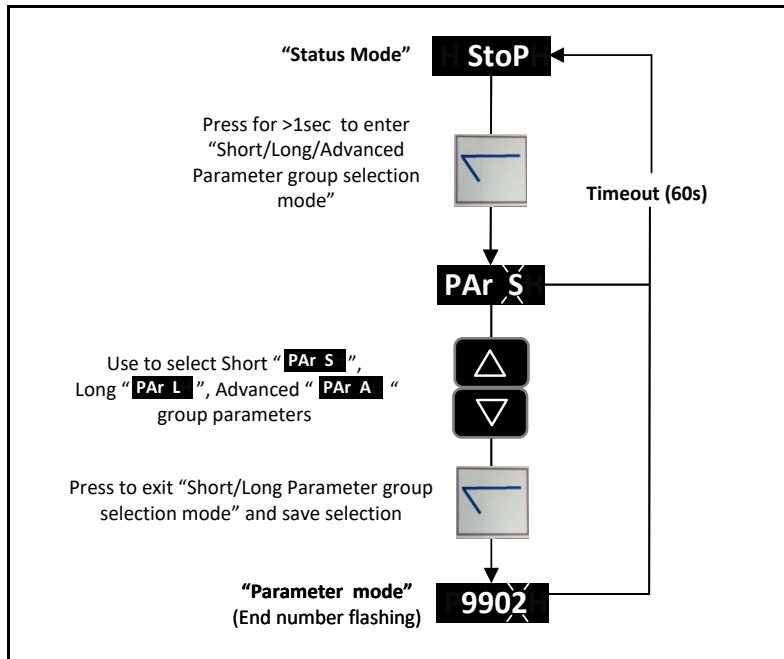 “Status Mode”
StoP
Press for >1sec to enter
“Short/Long/Advanced
Parameter group selection
mode”
Timeout (60s)
PAr S
Use to select Short “ PAr S ”,
Long “ PAr L ”, Advanced “ PAr A “
group parameters
Press to exit “Short/Long Parameter group
selection mode” and save selection
“Parameter mode”
(End number flashing)
9902